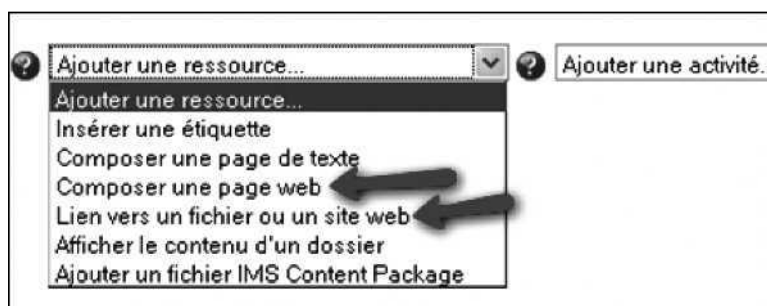 ? Ajouter une ressource... ? Ajouter une activité.
Ajouter une ressource...
Insérer une étiquette
Composer une page de texte
Composer une page web
Lien vers un fichier ou un site web
Afficher le contenu d'un dossier
Ajouter un fichier IMS Content Package